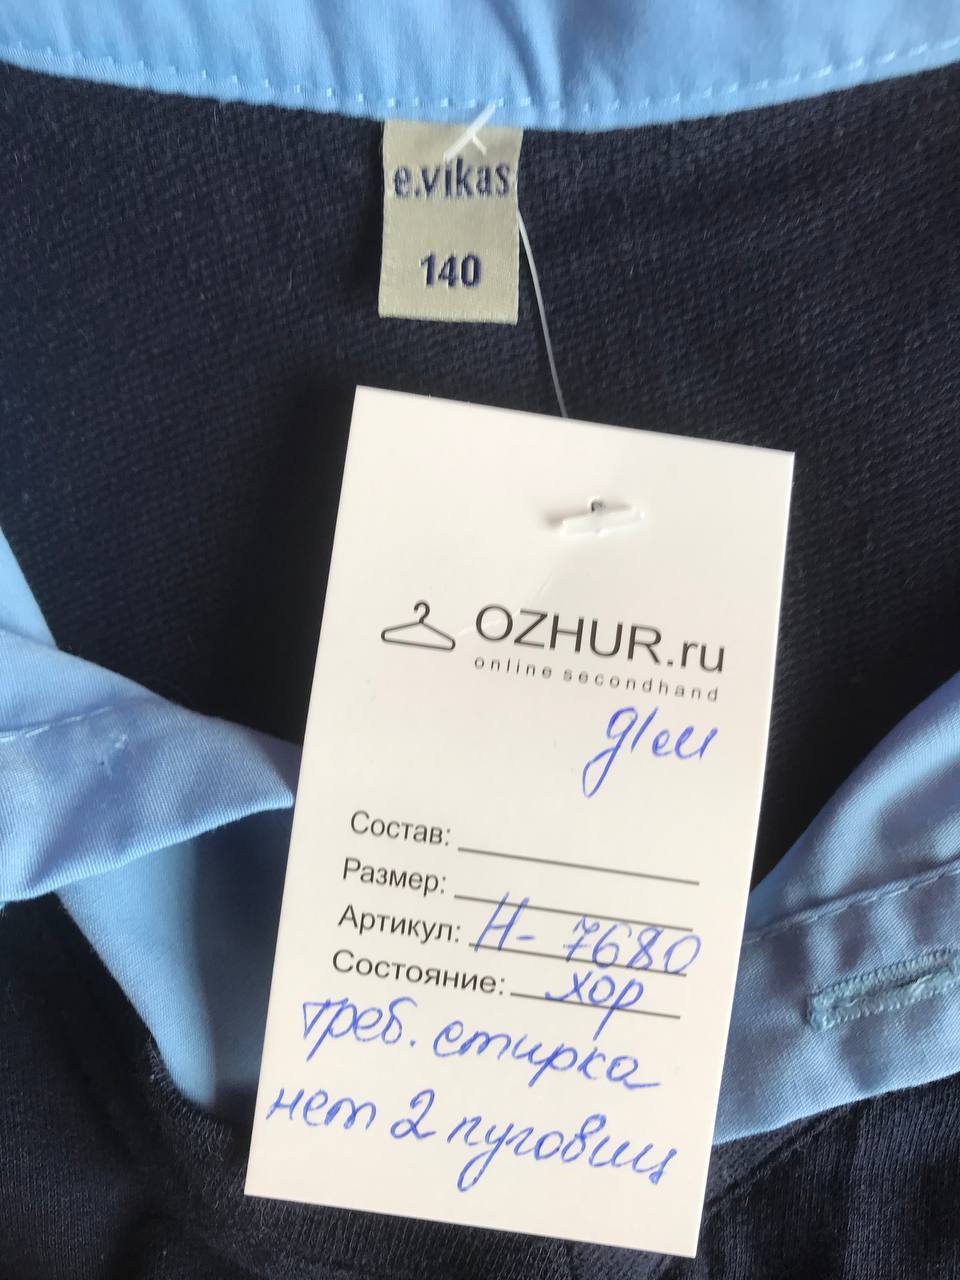 e.vikas
140
OZHUR.ru
online secondhand
д/м
Состав:
Размер:
Артикул: Н-7680
Состояние: хор
треб. стирка
нет 2 пуговиц